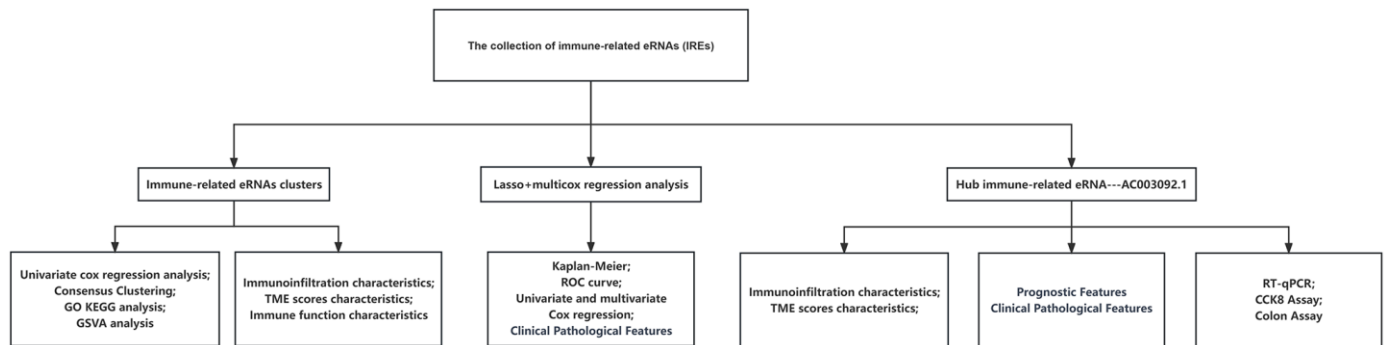 The collection of immune-related eRNAs (IREs)
Immune-related eRNAs clusters
Lasso+multicox regression analysis
Hub immune-related eRNA---AC003092.1
Univariate cox regression analysis;
Consensus Clustering;
GO KEGG analysis;
GSVA analysis
Immunoinfiltration characteristics;
TME scores characteristics;
Immune function characteristics
Kaplan-Meier;
ROC curve;
Univariate and multivariate
Cox regression;
Clinical Pathological Features
Immunoinfiltration characteristics;
TME scores characteristics;
Prognostic Features
Clinical Pathological Features
RT-qPCR;
CCK8 Assay;
Colon Assay